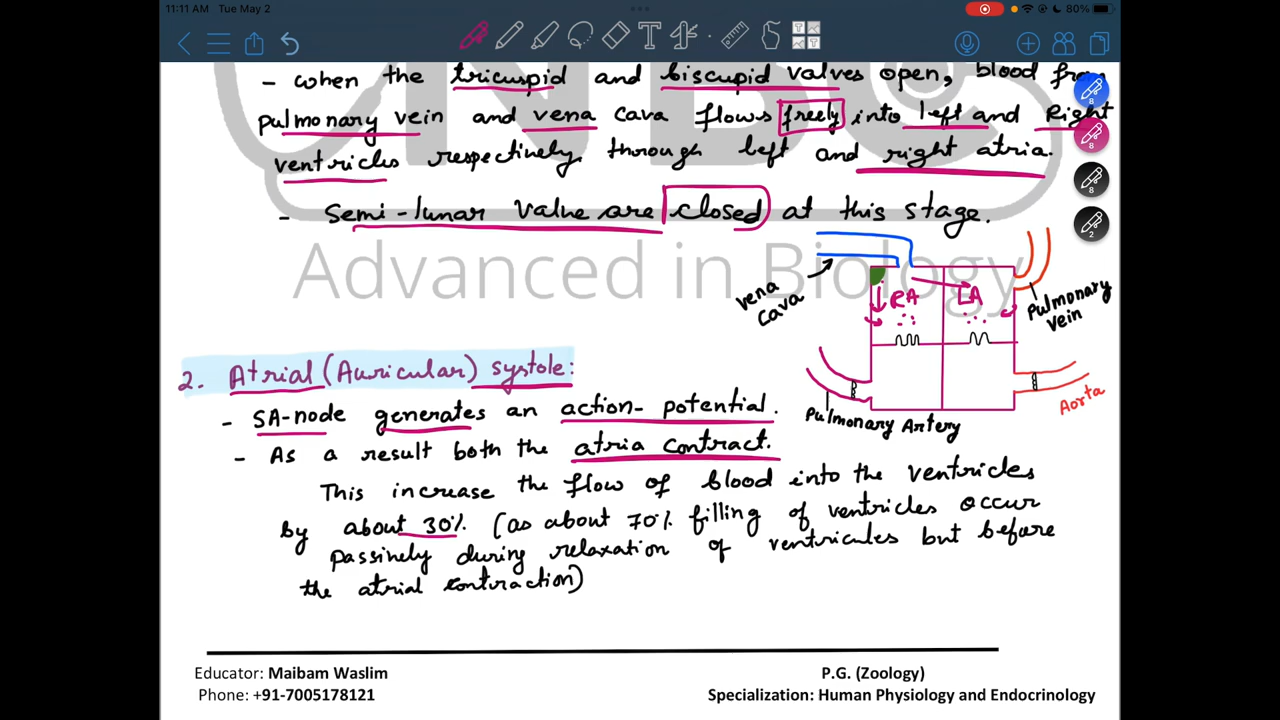 11:11 AM Tue May 2
80%
- when the tricuspid and biscupid valves open, blood from
pulmonary vein and vena cava flows freely into left and Right
ventricles respectively through left and right atria.
- Semi-lunar value are closed at this stage.
Advanced in Biology
Vena
Cava
RA
LA
Pulmonary
Vein
Pulmonary Artery
Aorta
2. Atrial (Auricular) systole:
- SA-node generates an action-potential.
- As a result both the atria contract.
This increase the flow of blood into the ventricles
by about 30% (as about 70% filling of ventricles occur
passively during relaxation of ventricules but before
the atrial contraction)
Educator: Maibam Waslim
Phone: +91-7005178121
P.G. (Zoology)
Specialization: Human Physiology and Endocrinology